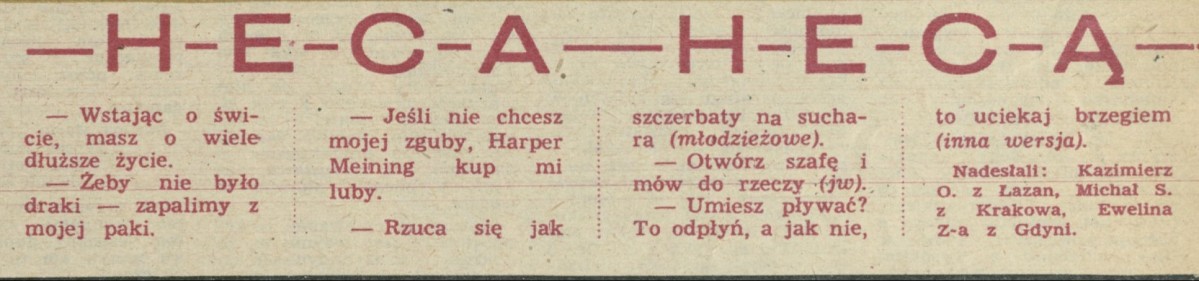 —H-E-C-A—H-E-C-Ą—
— Wstając o świ-
cie, masz o wiele
dłuższe życie.
— Żeby nie było
draki — zapalimy z
mojej paki.
— Jeśli nie chcesz
mojej zguby, Harper
Meining kup mi
luby.
— Rzuca się jak
szczerbaty na sucha-
ra (młodzieżowe).
— Otwórz szafę i
mów do rzeczy (jw).
— Umiesz pływać?
To odpłyń, a jak nie,
to uciekaj brzegiem
(inna wersja).
Nadesłali: Kazimierz
O. z Łazan, Michał S.
z Krakowa, Ewelina
Z-a z Gdyni.